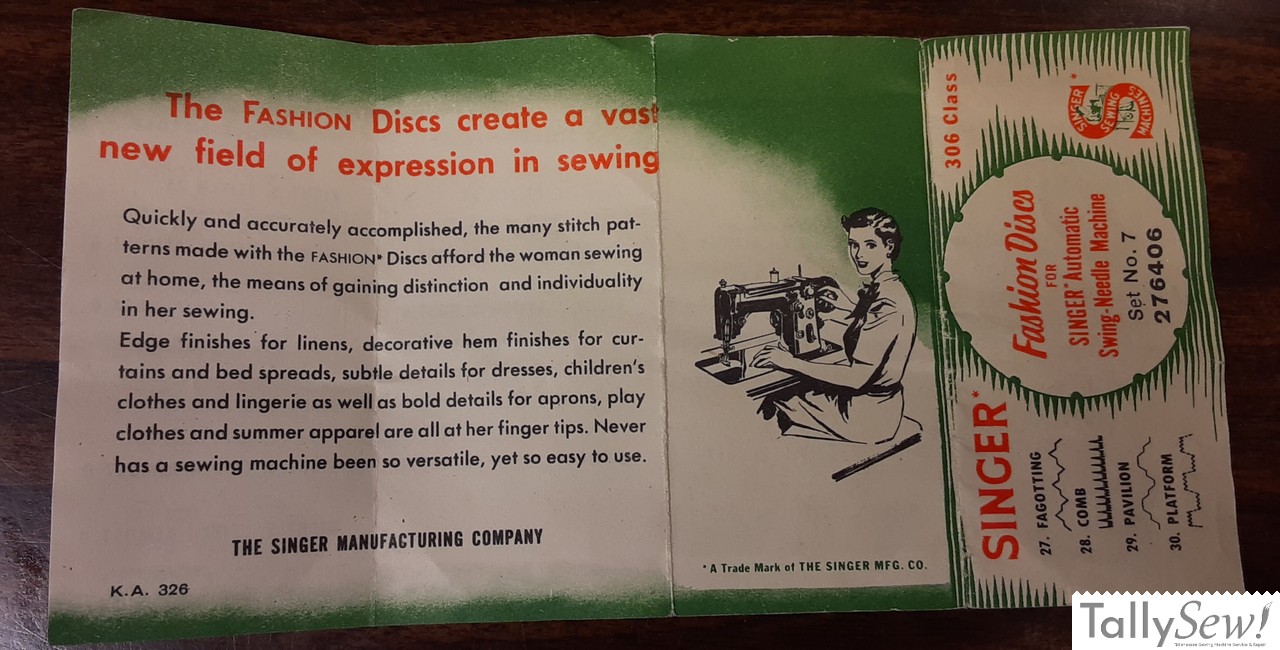 The FASHION Discs create a vast
new field of expression in sewing
Quickly and accurately accomplished, the many stitch pat-
terns made with the FASHION* Discs afford the woman sewing
at home, the means of gaining distinction and individuality
in her sewing.
Edge finishes for linens, decorative hem finishes for cur-
tains and bed spreads, subtle details for dresses, children's
clothes and lingerie as well as bold details for aprons, play
clothes and summer apparel are all at her finger tips. Never
has a sewing machine been so versatile, yet so easy to use.
THE SINGER MANUFACTURING COMPANY
K.A. 326
* A Trade Mark of THE SINGER MFG. CO.
306 Class
SINGER*
SEWING
MACHINES
Fashion Discs
FOR
SINGER* Automatic
Swing-Needle Machine
Set No. 7
276406
SINGER*
27. FAGOTTING
28. COMB
29. PAVILION
30. PLATFORM
TallySew!